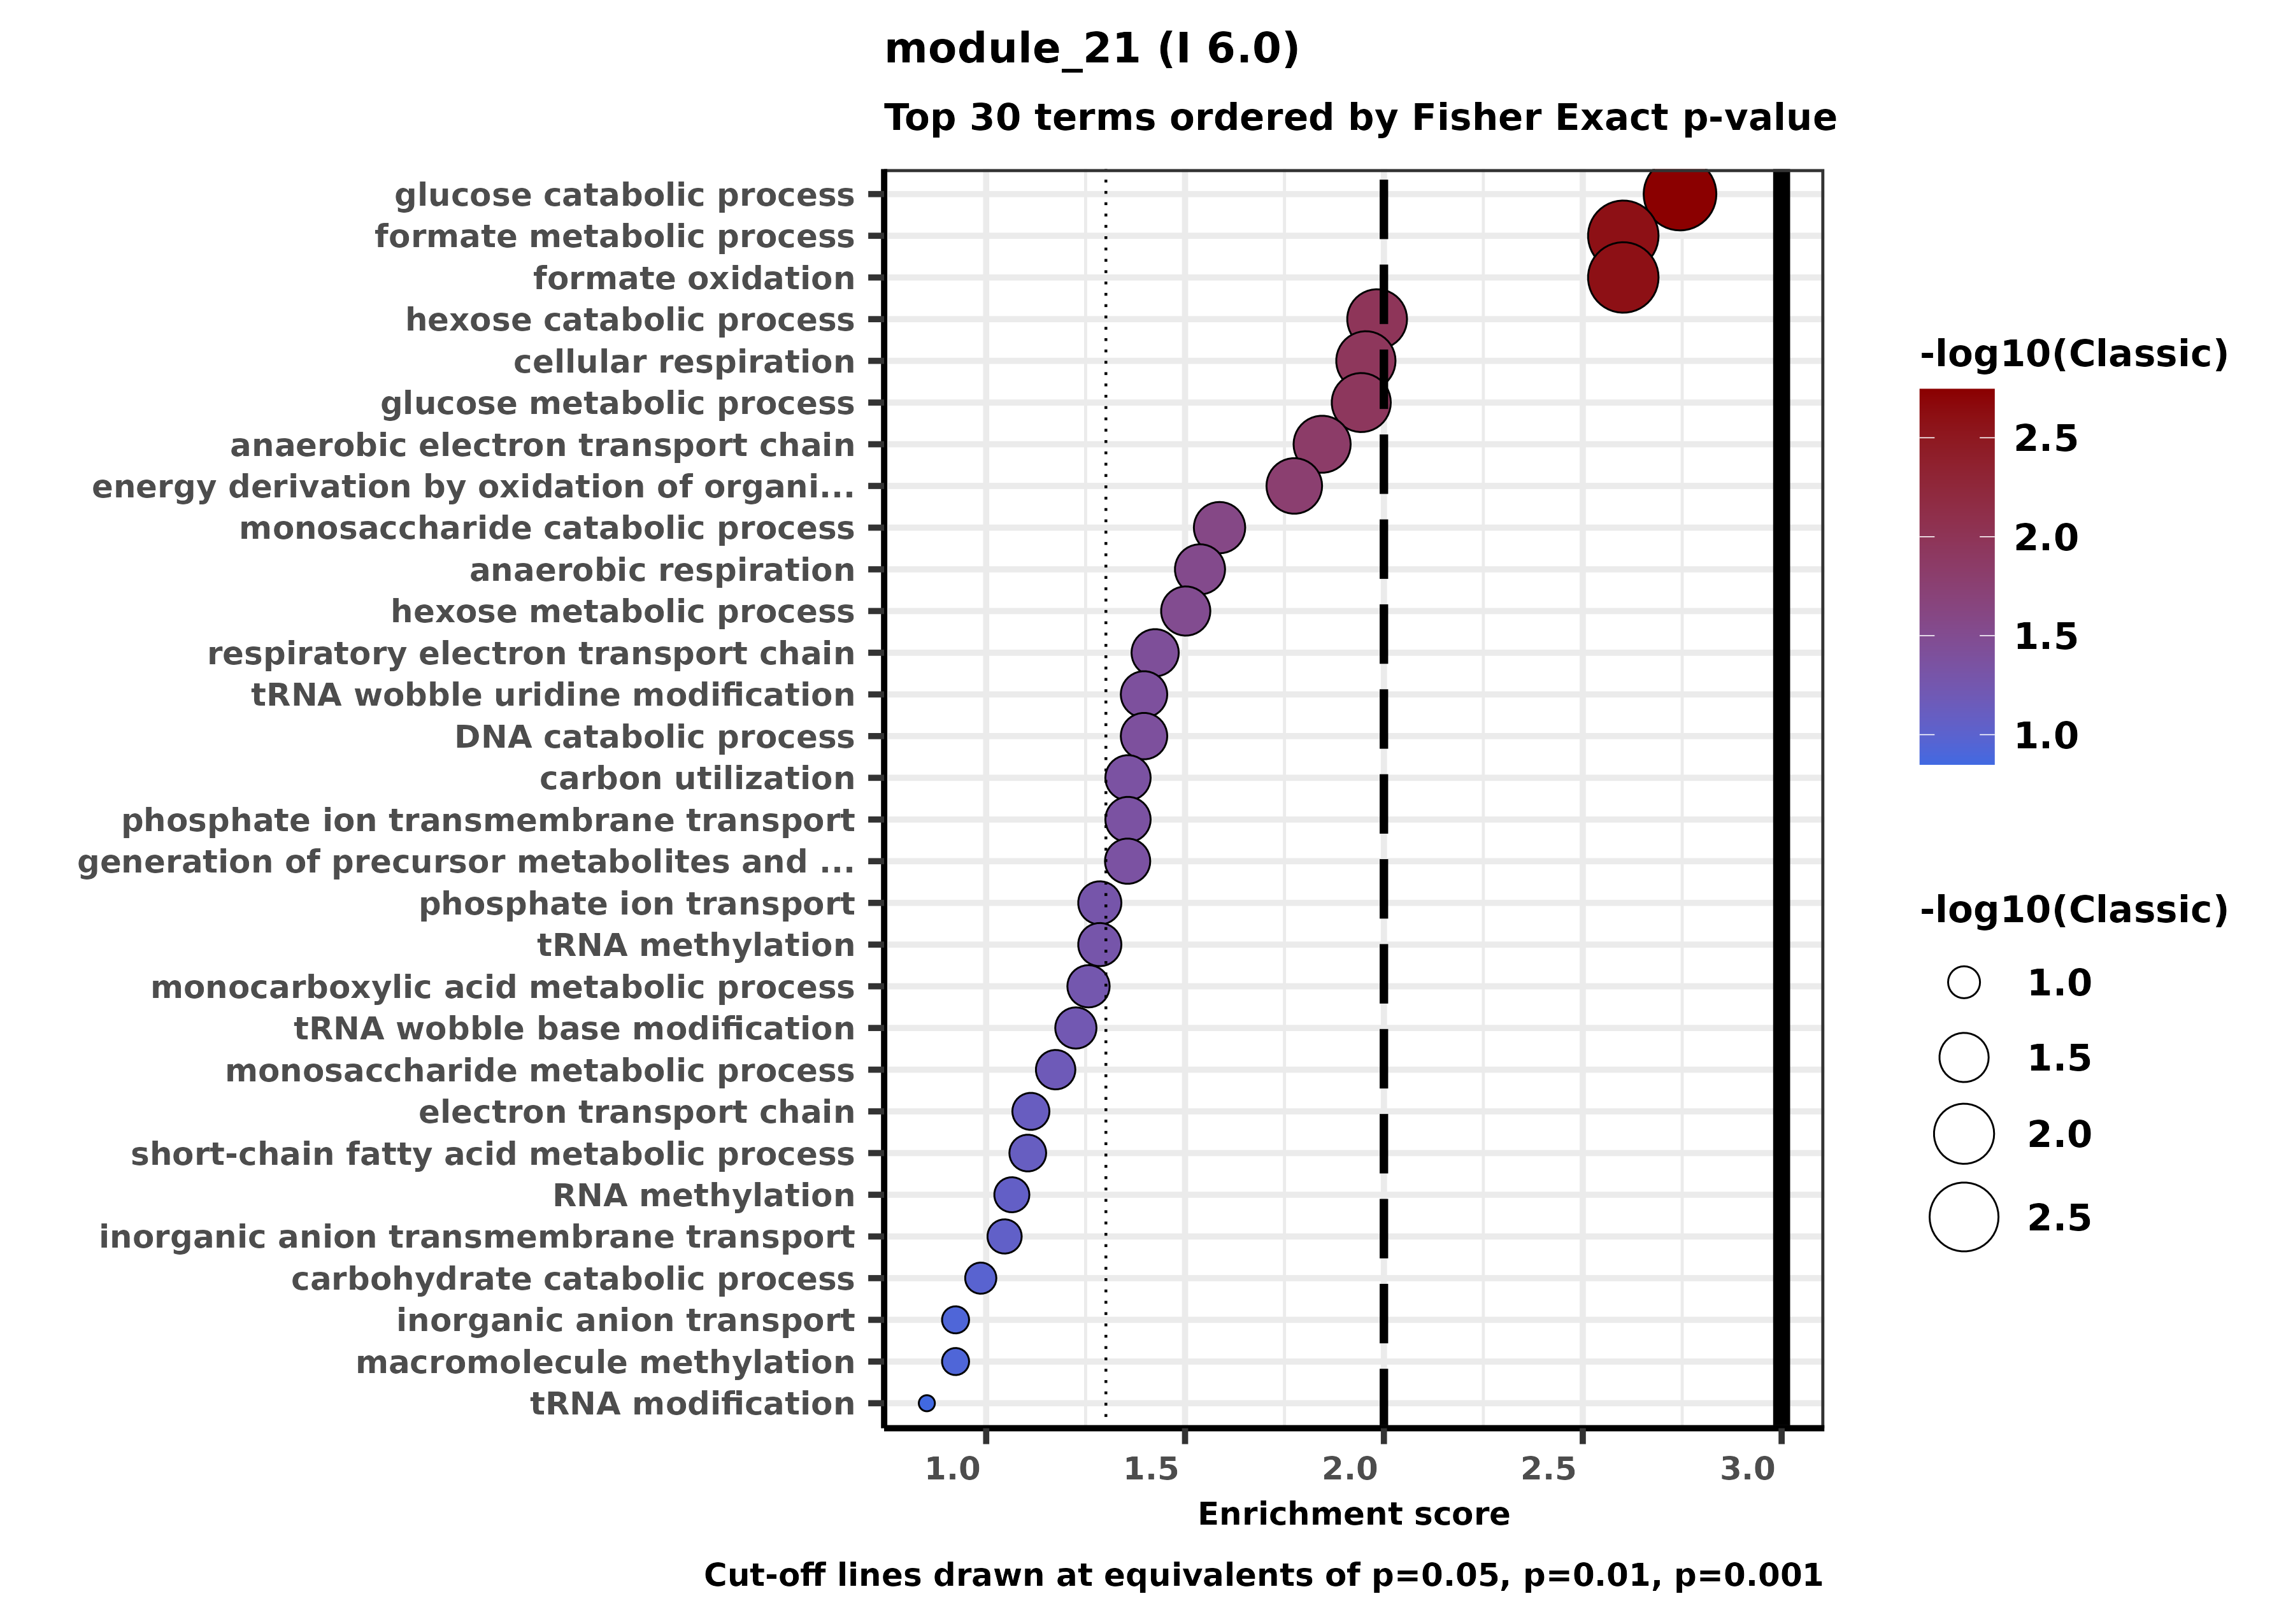 module_21 (I 6.0)
Top 30 terms ordered by Fisher Exact p-value
glucose catabolic process
formate metabolic process
formate oxidation
hexose catabolic process
cellular respiration
glucose metabolic process
anaerobic electron transport chain
energy derivation by oxidation of organi...
monosaccharide catabolic process
anaerobic respiration
hexose metabolic process
respiratory electron transport chain
tRNA wobble uridine modification
DNA catabolic process
carbon utilization
phosphate ion transmembrane transport
generation of precursor metabolites and ...
phosphate ion transport
tRNA methylation
monocarboxylic acid metabolic process
tRNA wobble base modification
monosaccharide metabolic process
electron transport chain
short-chain fatty acid metabolic process
RNA methylation
inorganic anion transmembrane transport
carbohydrate catabolic process
inorganic anion transport
macromolecule methylation
tRNA modification
1.0 1.5 2.0 2.5 3.0
Enrichment score
Cut-off lines drawn at equivalents of p=0.05, p=0.01, p=0.001
-log10(Classic)
2.5
2.0
1.5
1.0
-log10(Classic)
1.0
1.5
2.0
2.5